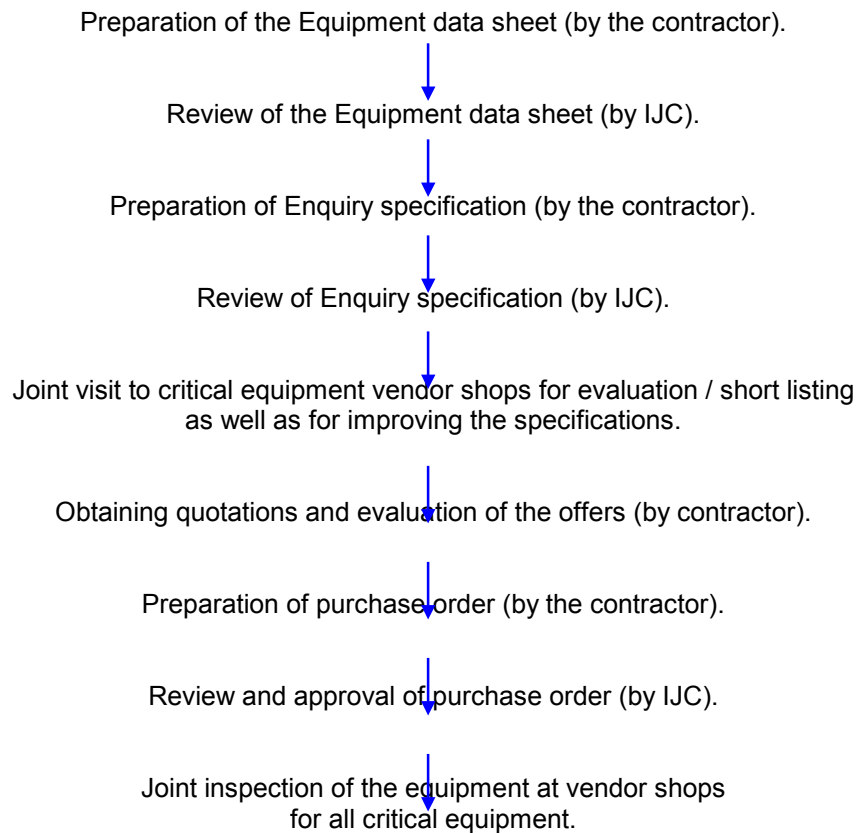 Preparation of the Equipment data sheet (by the contractor).
Review of the Equipment data sheet (by IJC).
Preparation of Enquiry specification (by the contractor).
Review of Enquiry specification (by IJC).
Joint visit to critical equipment vendor shops for evaluation / short listing
as well as for improving the specifications.
Obtaining quotations and evaluation of the offers (by contractor).
Preparation of purchase order (by the contractor).
Review and approval of purchase order (by IJC).
Joint inspection of the equipment at vendor shops
for all critical equipment.